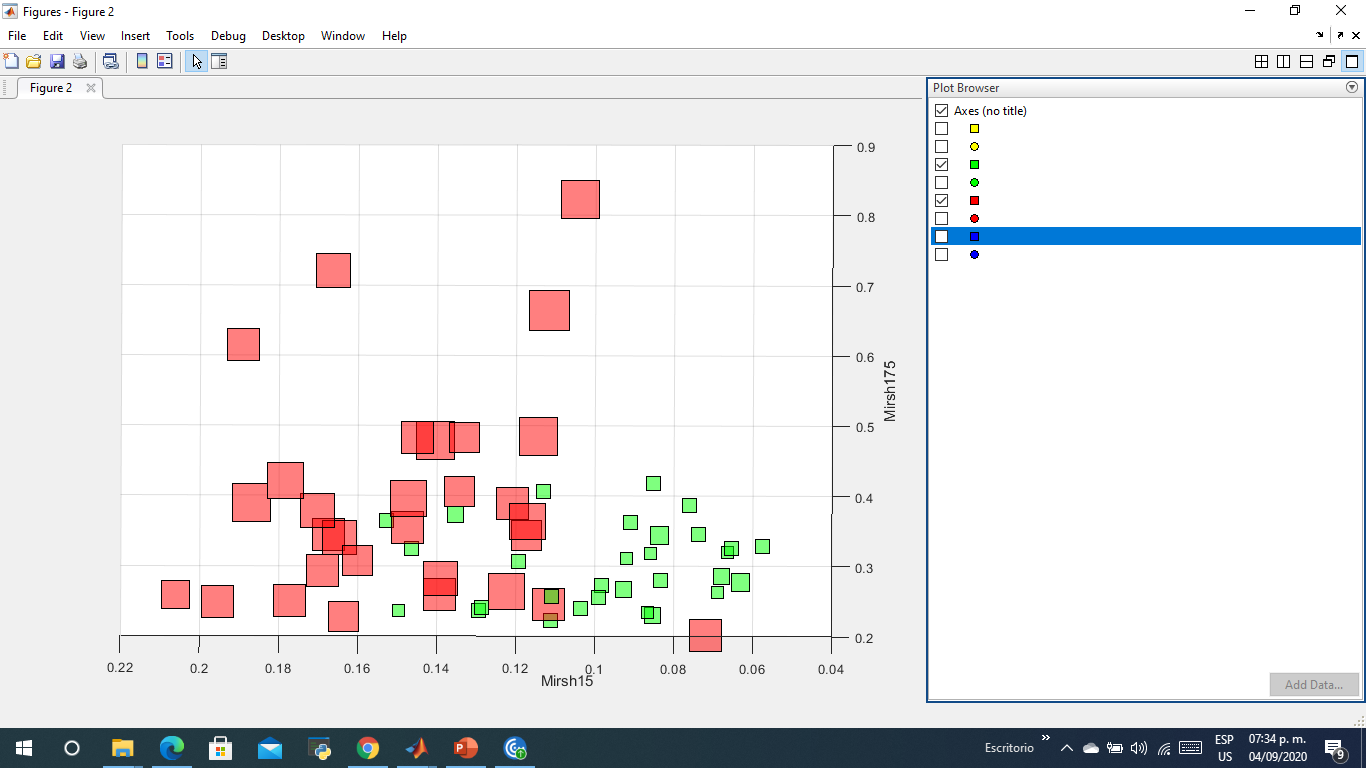 Figures - Figure 2
File Edit View Insert Tools Debug Desktop Window Help
Figure 2
Plot Browser
Axes (no title)
0.9
0.8
0.7
0.6
0.5
0.4
0.3
0.2
Mirsh175
0.22 0.2 0.18 0.16 0.14 0.12 0.1 0.08 0.06 0.04
Mirsh15
Add Data...
Escritorio
ESP
US
07:34 p. m.
04/09/2020
9